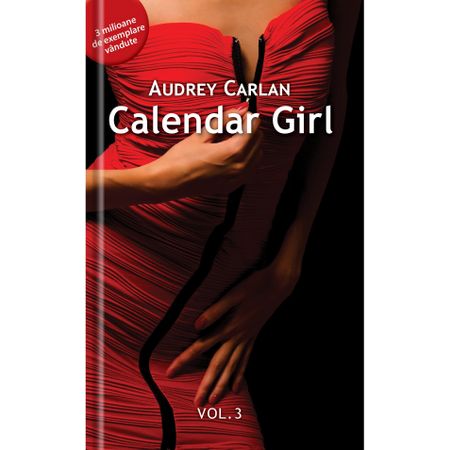 3 milioane
de exemplare
vândute
AUDREY CARLAN
Calendar Girl
VOL.3